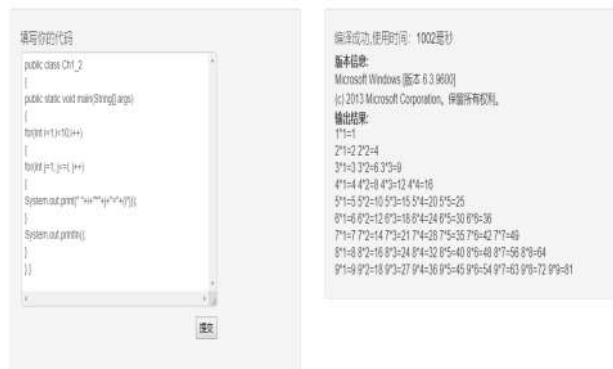 填写你的代码
public class Ch1_2
{
public static void main(String[] args)
{
for(int i=1;i<10;i++)
{
for(int j=1; j<=i; j++)
{
System.out.print(" "+i+"*"+j+"="+(i*j));
}
System.out.println();
}
} }
提交
编译成功,使用时间: 1002毫秒
版本信息:
Microsoft Windows [版本 6.3.9600]
(c) 2013 Microsoft Corporation。保留所有权利。
输出结果:
1*1=1
2*1=2 2*2=4
3*1=3 3*2=6 3*3=9
4*1=4 4*2=8 4*3=12 4*4=16
5*1=5 5*2=10 5*3=15 5*4=20 5*5=25
6*1=6 6*2=12 6*3=18 6*4=24 6*5=30 6*6=36
7*1=7 7*2=14 7*3=21 7*4=28 7*5=35 7*6=42 7*7=49
8*1=8 8*2=16 8*3=24 8*4=32 8*5=40 8*6=48 8*7=56 8*8=64
9*1=9 9*2=18 9*3=27 9*4=36 9*5=45 9*6=54 9*7=63 9*8=72 9*9=81